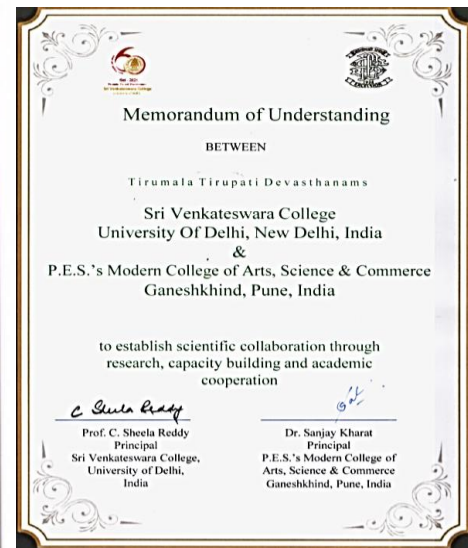 Memorandum of Understanding
BETWEEN
Tirumala Tirupati Devasthanams
Sri Venkateswara College
University Of Delhi, New Delhi, India
&
P.E.S.'s Modern College of Arts, Science & Commerce
Ganeshkhind, Pune, India
to establish scientific collaboration through
research, capacity building and academic
cooperation
C Sheela Reddy
Prof. C. Sheela Reddy
Principal
Sri Venkateswara College,
University of Delhi,
India
Dr. Sanjay Kharat
Principal
P.E.S.'s Modern College of
Arts, Science & Commerce
Ganeshkhind, Pune, India